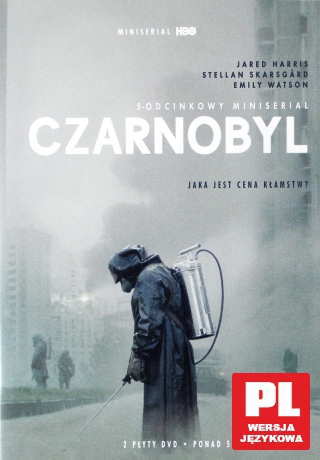 MINISERIAL HBO
JARED HARRIS
STELLAN SKARSGÅRD
EMILY WATSON
5-ODCINKOWY MINISERIAL
CZARNOBYL
JAKA JEST CENA KŁAMSTW?
2 PŁYTY DVD • PONAD 5
PL
WERSJA
JĘZYKOWA